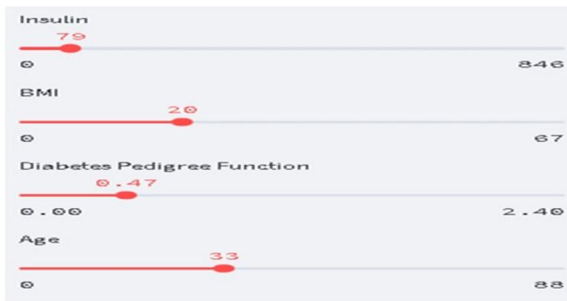 Insulin
79
0 846
BMI
20
0 67
Diabetes Pedigree Function
0.47
0.00 2.40
Age
33
0 88